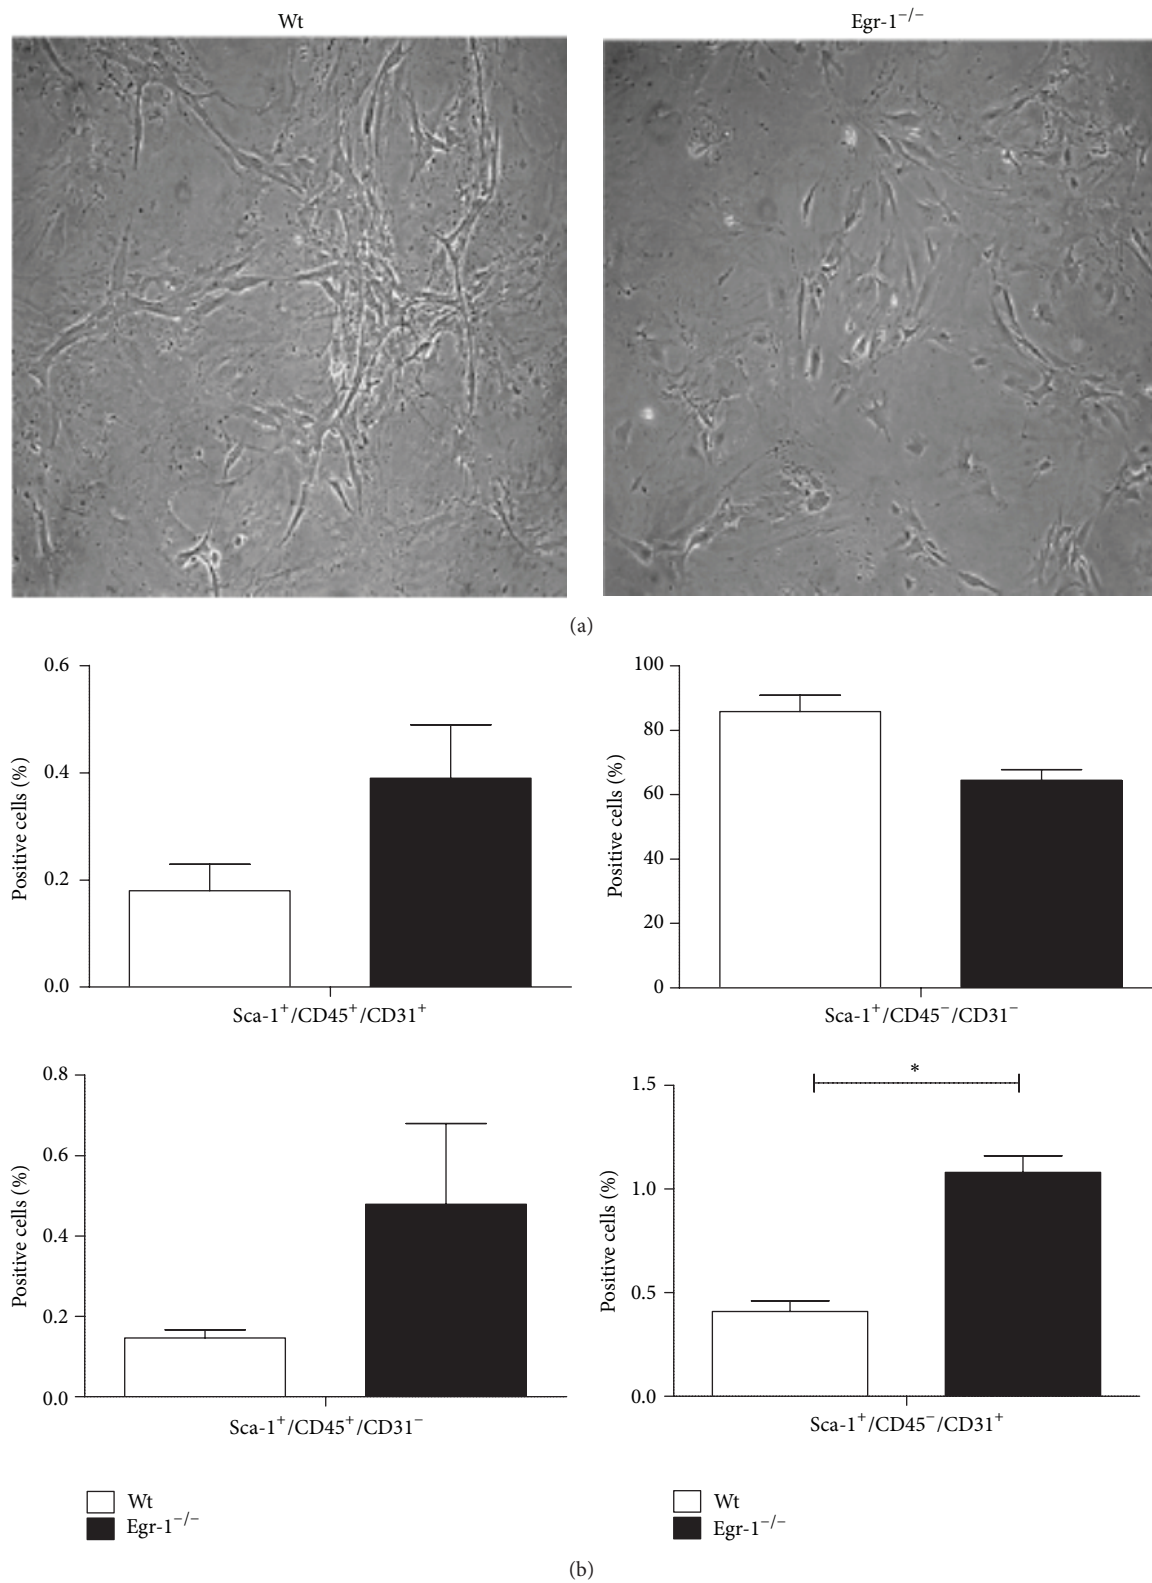 Wt
Egr-1⁻/⁻
(a)
0.6
0.4
0.2
0.0
Positive cells (%)
Sca-1⁺/CD45⁺/CD31⁺
100
80
60
40
20
0
Positive cells (%)
Sca-1⁺/CD45⁻/CD31⁻
0.8
0.6
0.4
0.2
0.0
Positive cells (%)
Sca-1⁺/CD45⁺/CD31⁻
*
1.5
1.0
0.5
0.0
Positive cells (%)
Sca-1⁺/CD45⁻/CD31⁺
Wt
Egr-1⁻/⁻
Wt
Egr-1⁻/⁻
(b)